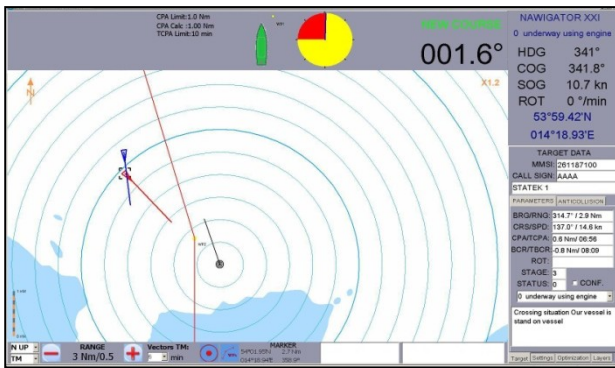 CPA Limit:1.0 Nm
CPA Calc :1.00 Nm
TCPA Limit:10 min
NEW COURSE
001.6°
N
X1.2
NAWIGATOR XXI
0 underway using engine
HDG 341°
COG 341.8°
SOG 10.7 kn
ROT 0 °/min
53°59.42'N
014°18.93'E
TARGET DATA
MMSI: 261187100
CALL SIGN: AAAA
STATEK 1
PARAMETERS ANTICOLLISION
BRG/RNG: 314.7° / 2.9 Nm
CRS/SPD: 137.0° / 14.6 kn
CPA/TCPA: 0.6 Nm/ 06:56
BCR/TBCR: -0.8 Nm/ 08:09
ROT:
STAGE: 3
STATUS: 0 CONF.
0 underway using engine
Crossing situation Our vessel is
stand on vessel
Target Settings Optimization Layers
N UP
TM
RANGE
3 Nm/0.5
Vectors TM:
min
MARKER
2.7 Nm